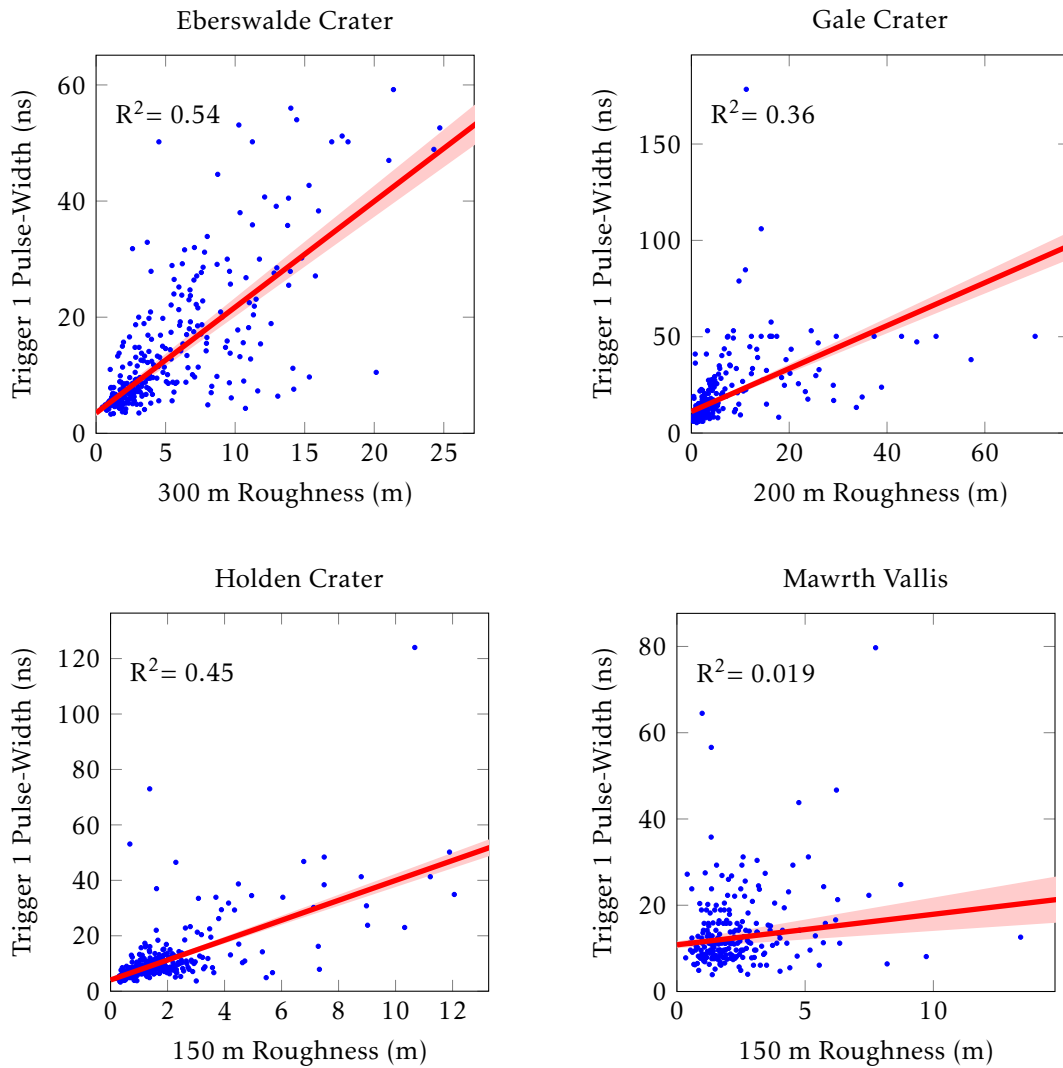 Eberswalde Crater
Trigger 1 Pulse-Width (ns)
R²= 0.54
60
40
20
0
0 5 10 15 20 25
300 m Roughness (m)
Gale Crater
Trigger 1 Pulse-Width (ns)
R²= 0.36
150
100
50
0
0 20 40 60
200 m Roughness (m)
Holden Crater
Trigger 1 Pulse-Width (ns)
R²= 0.45
120
100
80
60
40
20
0
0 2 4 6 8 10 12
150 m Roughness (m)
Mawrth Vallis
Trigger 1 Pulse-Width (ns)
R²= 0.019
80
60
40
20
0
0 5 10
150 m Roughness (m)